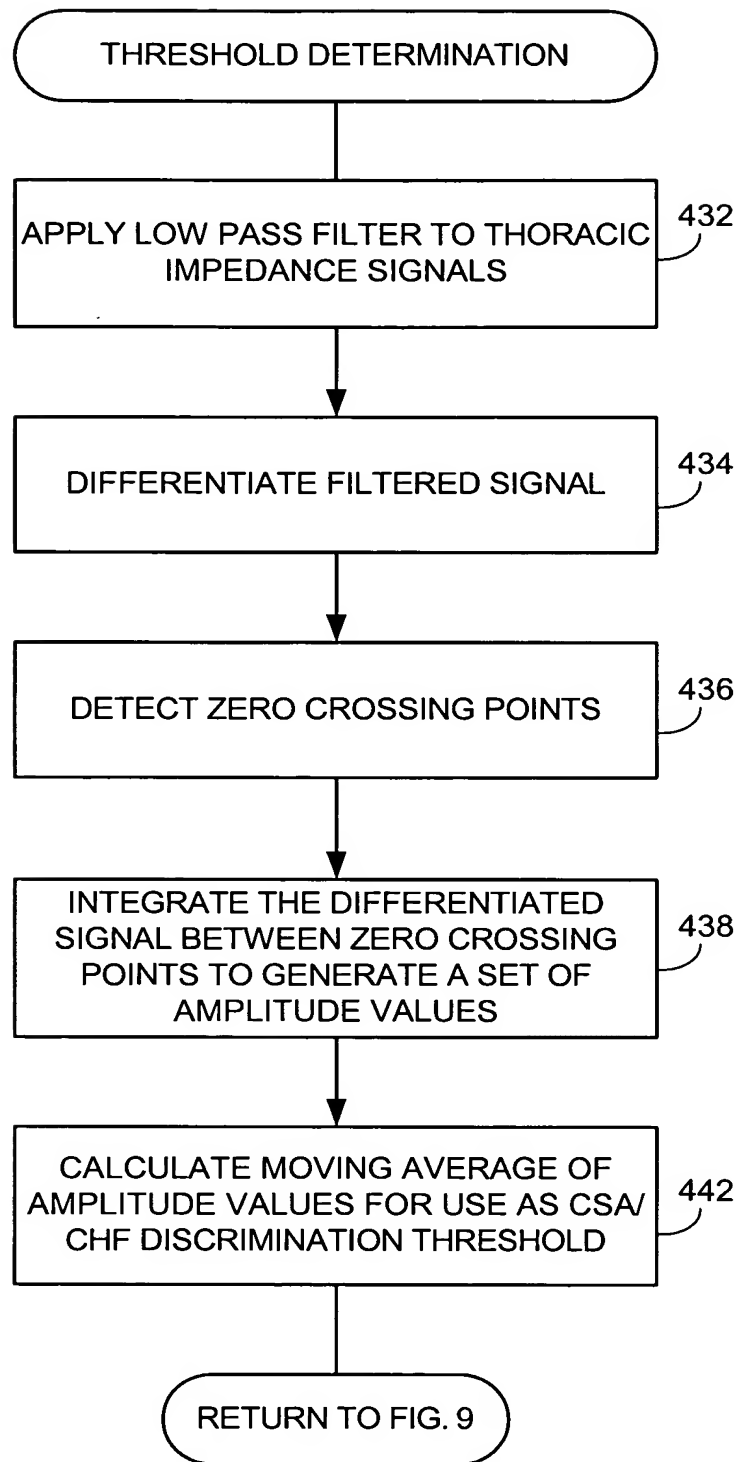 THRESHOLD DETERMINATION
APPLY LOW PASS FILTER TO THORACIC
IMPEDANCE SIGNALS
432
DIFFERENTIATE FILTERED SIGNAL
434
DETECT ZERO CROSSING POINTS
436
INTEGRATE THE DIFFERENTIATED
SIGNAL BETWEEN ZERO CROSSING
POINTS TO GENERATE A SET OF
AMPLITUDE VALUES
438
CALCULATE MOVING AVERAGE OF
AMPLITUDE VALUES FOR USE AS CSA/
CHF DISCRIMINATION THRESHOLD
442
RETURN TO FIG. 9